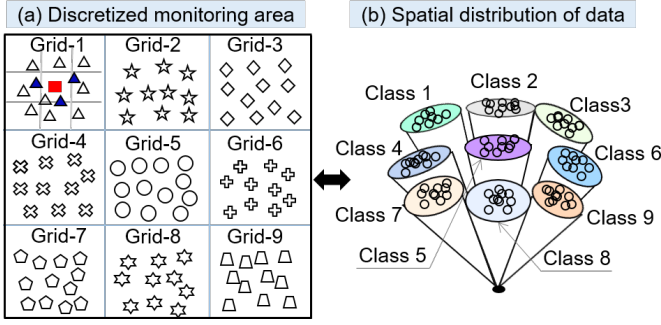 (a) Discretized monitoring area
Grid-1
Grid-2
Grid-3
Grid-4
Grid-5
Grid-6
Grid-7
Grid-8
Grid-9
(b) Spatial distribution of data
Class 1
Class 2
Class3
Class 4
Class 6
Class 7
Class 9
Class 5
Class 8